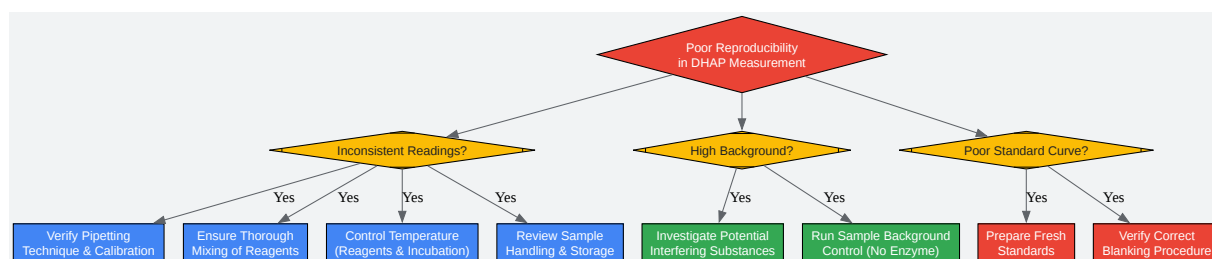 Poor Reproducibility
in DHAP Measurement
Inconsistent Readings?
High Background?
Poor Standard Curve?
Yes
Yes
Yes
Yes
Yes
Yes
Yes
Yes
Verify Pipetting
Technique & Calibration
Ensure Thorough
Mixing of Reagents
Control Temperature
(Reagents & Incubation)
Review Sample
Handling & Storage
Investigate Potential
Interfering Substances
Run Sample Background
Control (No Enzyme)
Prepare Fresh
Standards
Verify Correct
Blanking Procedure